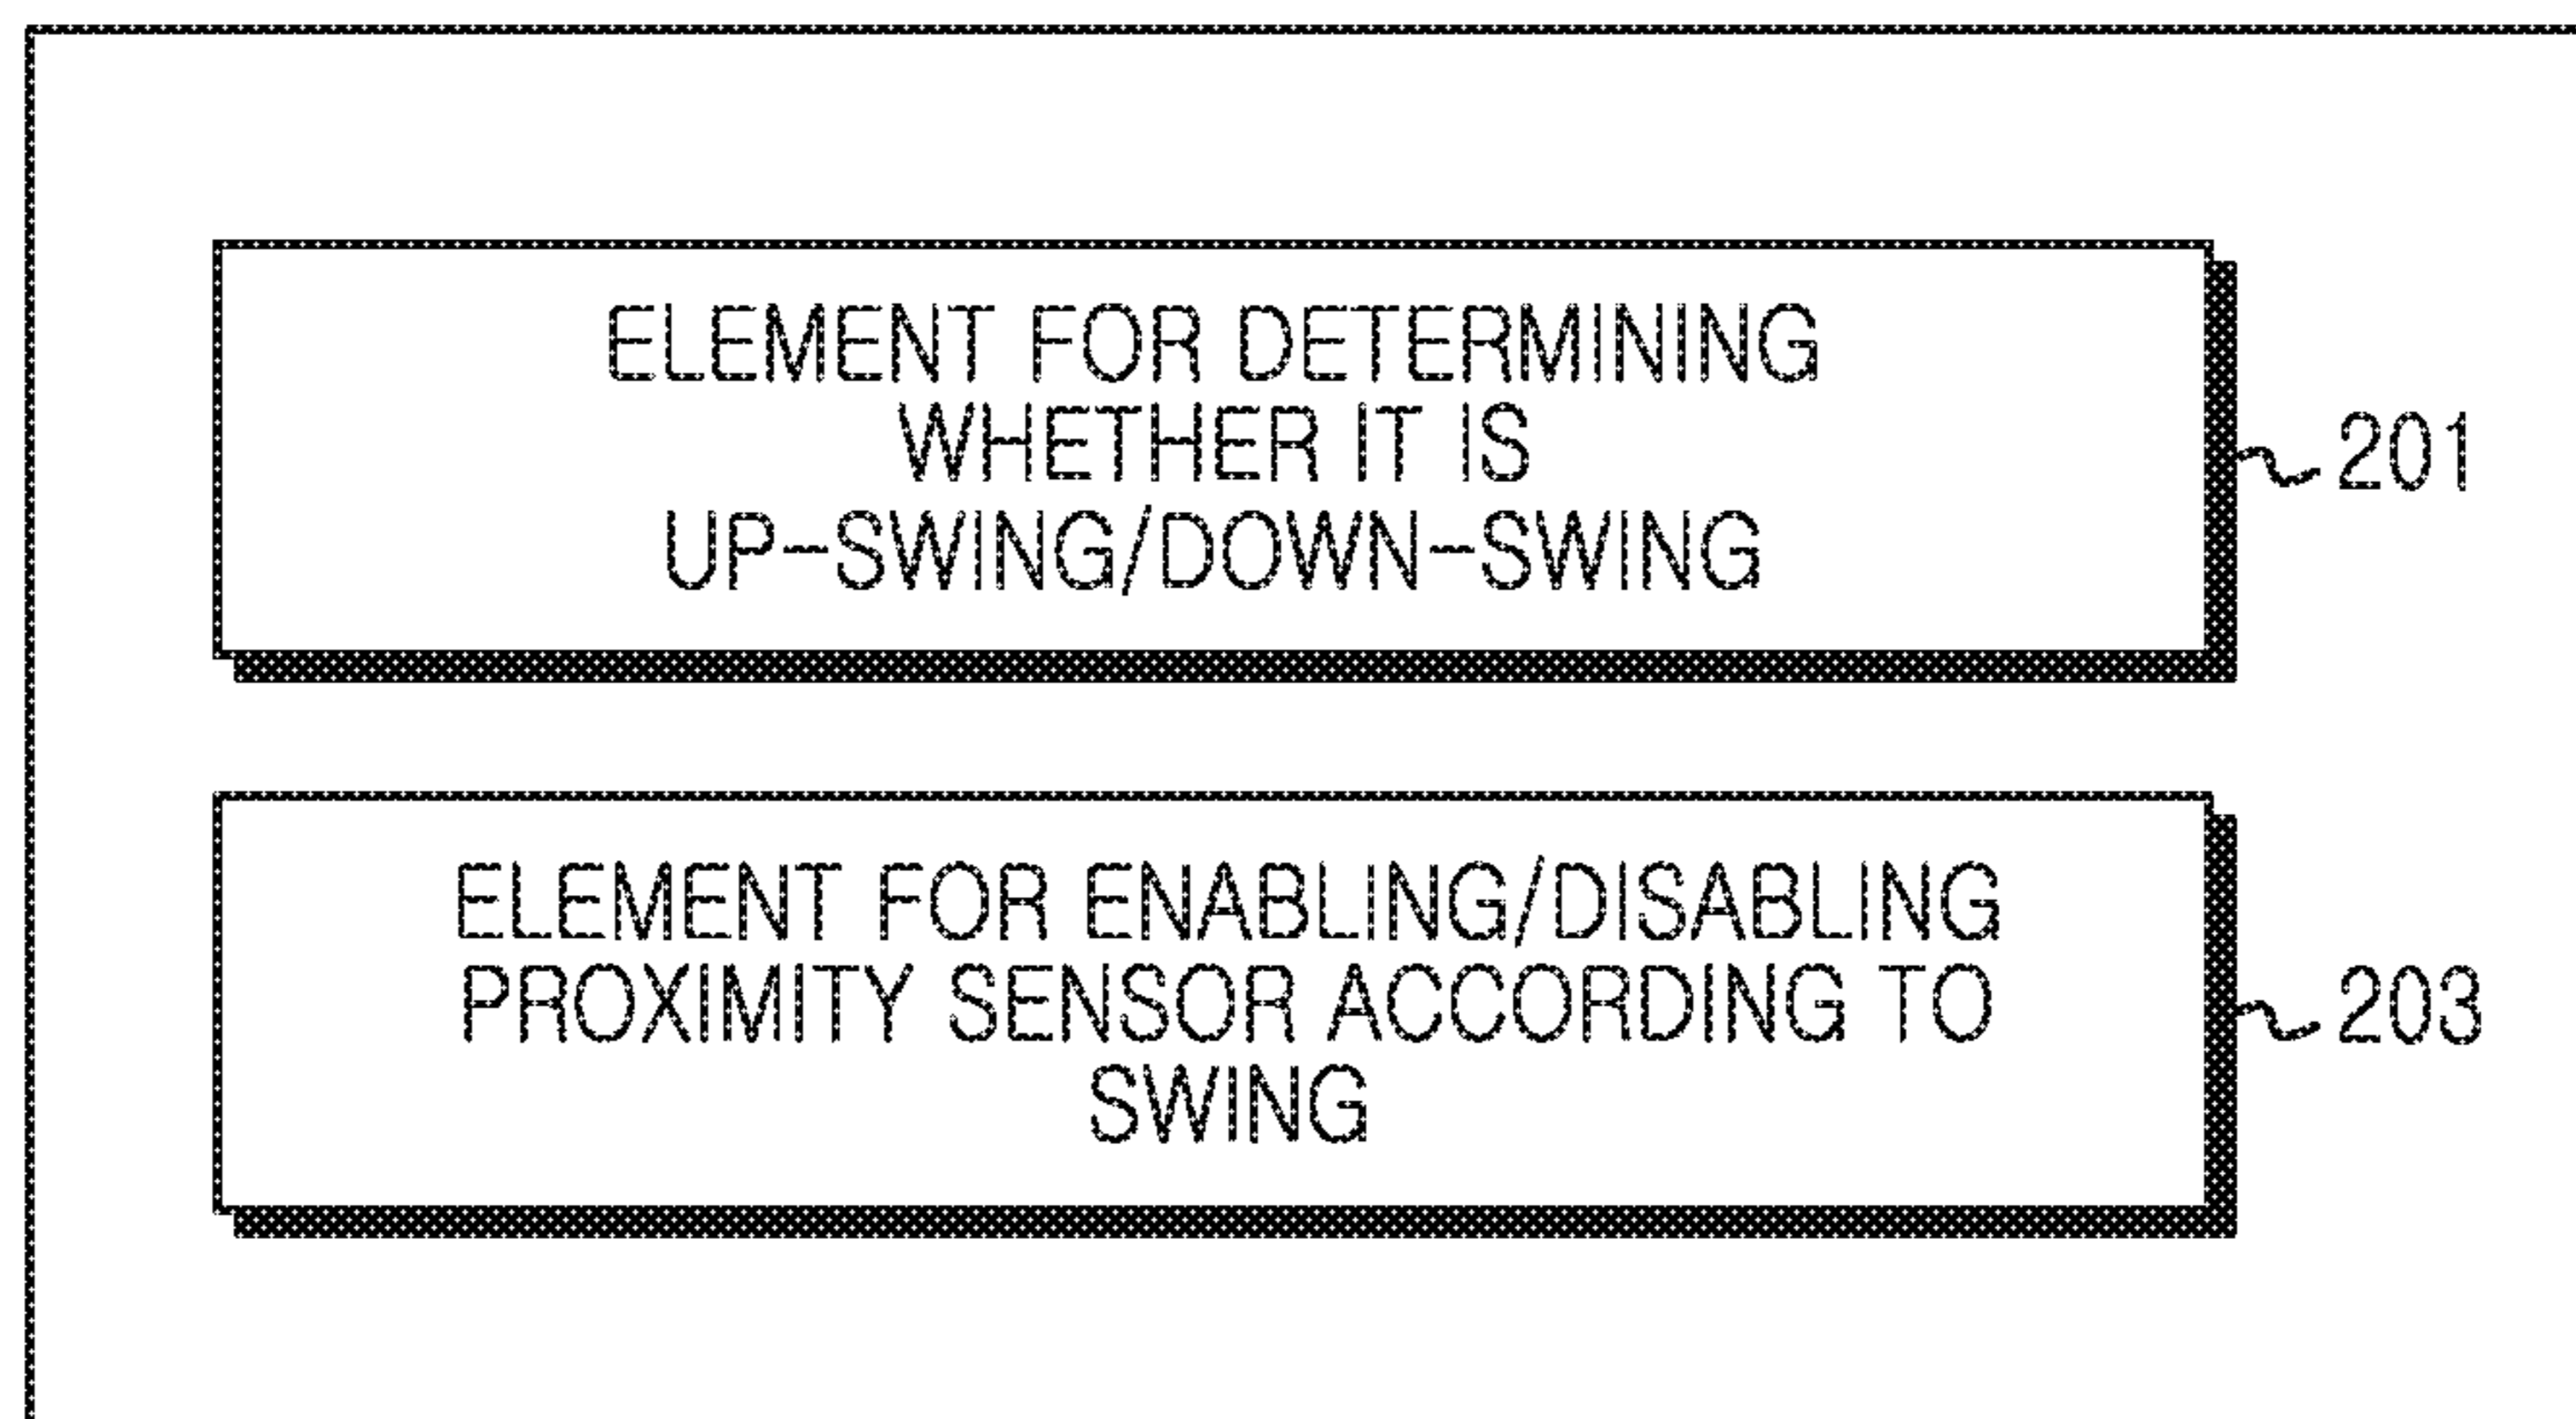 ELEMENT FOR DETERMINING
WHETHER IT IS
UP-SWING/DOWN-SWING
201
ELEMENT FOR ENABLING/DISABLING
PROXIMITY SENSOR ACCORDING TO
SWING
203